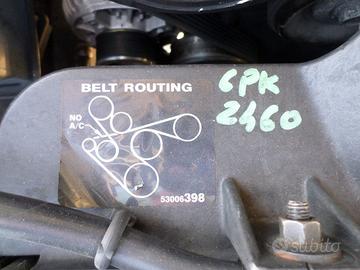 BELT ROUTING
NO
A/C
53006398
6PK
2460
subito